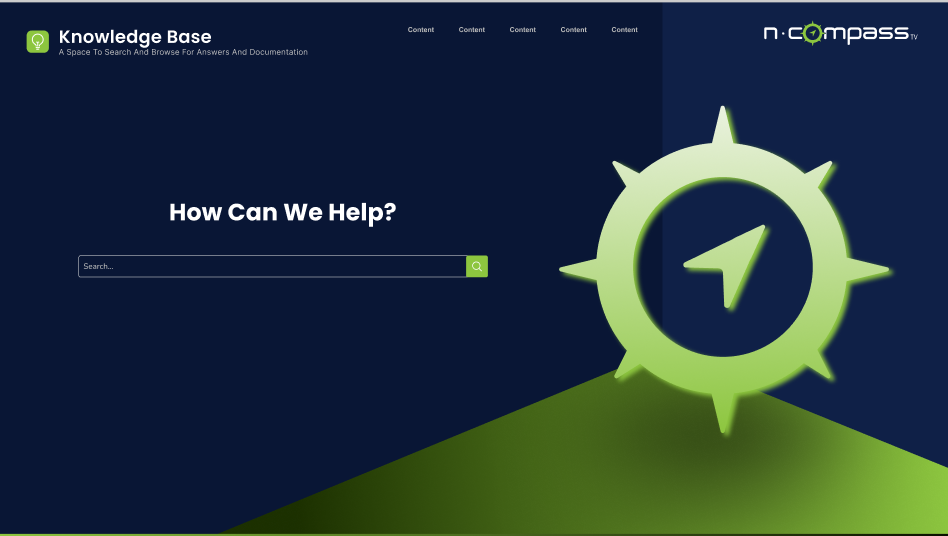 Knowledge Base
A Space To Search And Browse For Answers And Documentation
Content
Content
Content
Content
Content
n·compass TV
How Can We Help?
Search...